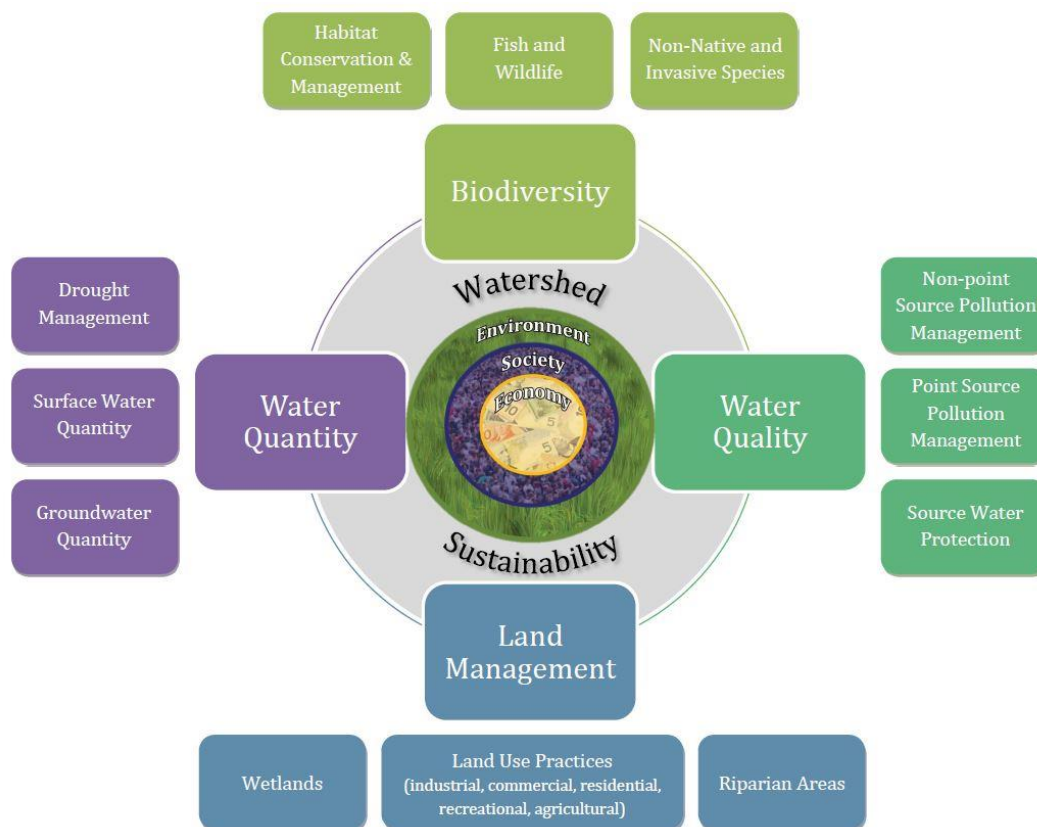 Habitat
Conservation &
Management
Fish and
Wildlife
Non-Native and
Invasive Species
Biodiversity
Drought
Management
Surface Water
Quantity
Groundwater
Quantity
Water
Quantity
Watershed
Environment
Society
Economy
Sustainability
Water
Quality
Non-point
Source Pollution
Management
Point Source
Pollution
Management
Source Water
Protection
Land
Management
Wetlands
Land Use Practices
(industrial, commercial, residential,
recreational, agricultural)
Riparian Areas